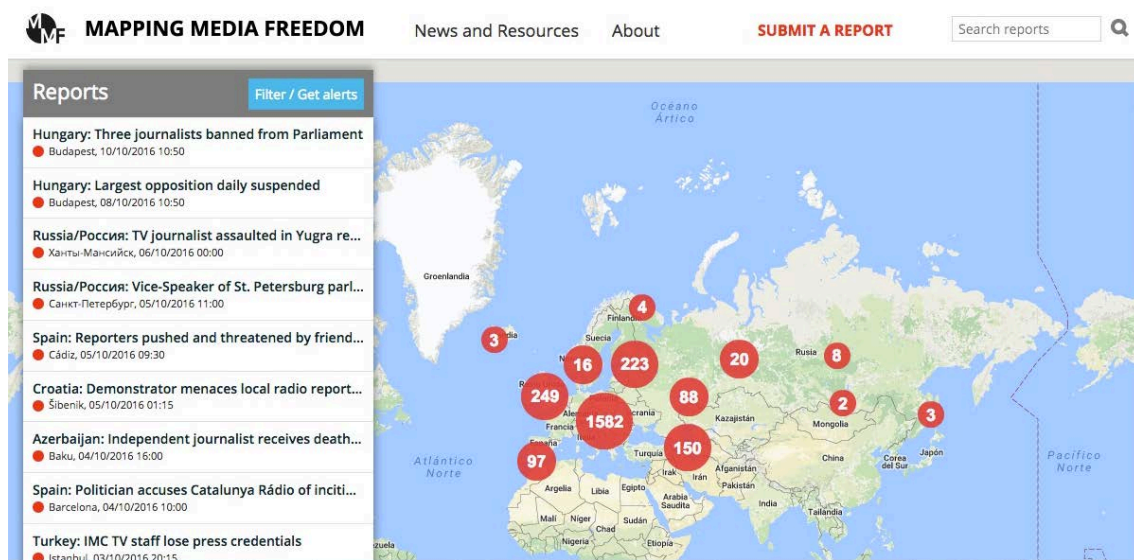 MMF MAPPING MEDIA FREEDOM News and Resources About SUBMIT A REPORT Search reports
Reports Filter / Get alerts
Hungary: Three journalists banned from Parliament
Budapest, 10/10/2016 10:50
Hungary: Largest opposition daily suspended
Budapest, 08/10/2016 10:50
Russia/Россия: TV journalist assaulted in Yugra re...
Ханты-Мансийск, 06/10/2016 00:00
Russia/Россия: Vice-Speaker of St. Petersburg parl...
Санкт-Петербург, 05/10/2016 11:00
Spain: Reporters pushed and threatened by friend...
Cádiz, 05/10/2016 09:30
Croatia: Demonstrator menaces local radio report...
Šibenik, 05/10/2016 01:15
Azerbaijan: Independent journalist receives death...
Baku, 04/10/2016 16:00
Spain: Politician accuses Catalunya Rádio of inciti...
Barcelona, 04/10/2016 10:00
Turkey: IMC TV staff lose press credentials
Istanbul, 03/10/2016 20:15
Océano
Ártico
Groenlandia
4
Finlandia
3
Suecia
16
223
20
Rusia
8
249
88
2
1582
Ucrania
Kazajistán
Mongolia
3
Francia
España
97
Turquía
150
Afganistán
China
Corea
del Sur
Japón
Atlántico
Norte
Pacífico
Norte
Irak
Irán
Pakistán
Argelia
Libia
Egipto
Arabia
Saudita
India
Tailandia
Malí
Níger
Chad
Sudán
Nigeria
Etiopía